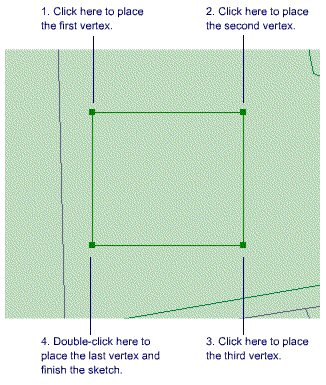 1. Click here to place
the first vertex.
2. Click here to place
the second vertex.
4. Double-click here to
place the last vertex and
finish the sketch.
3. Click here to place
the third vertex.